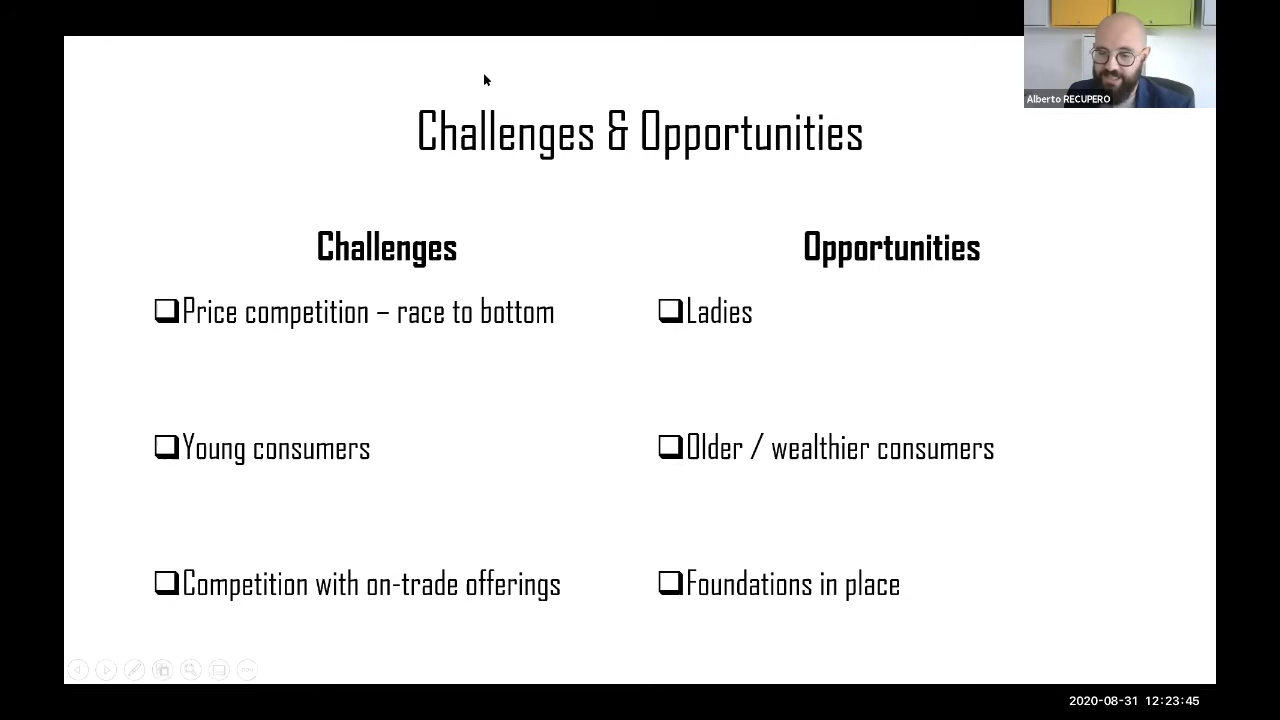 Alberto RECUPERO
Challenges & Opportunities
Challenges
Price competition – race to bottom
Young consumers
Competition with on-trade offerings
Opportunities
Ladies
Older / wealthier consumers
Foundations in place
2020-08-31 12:23:45